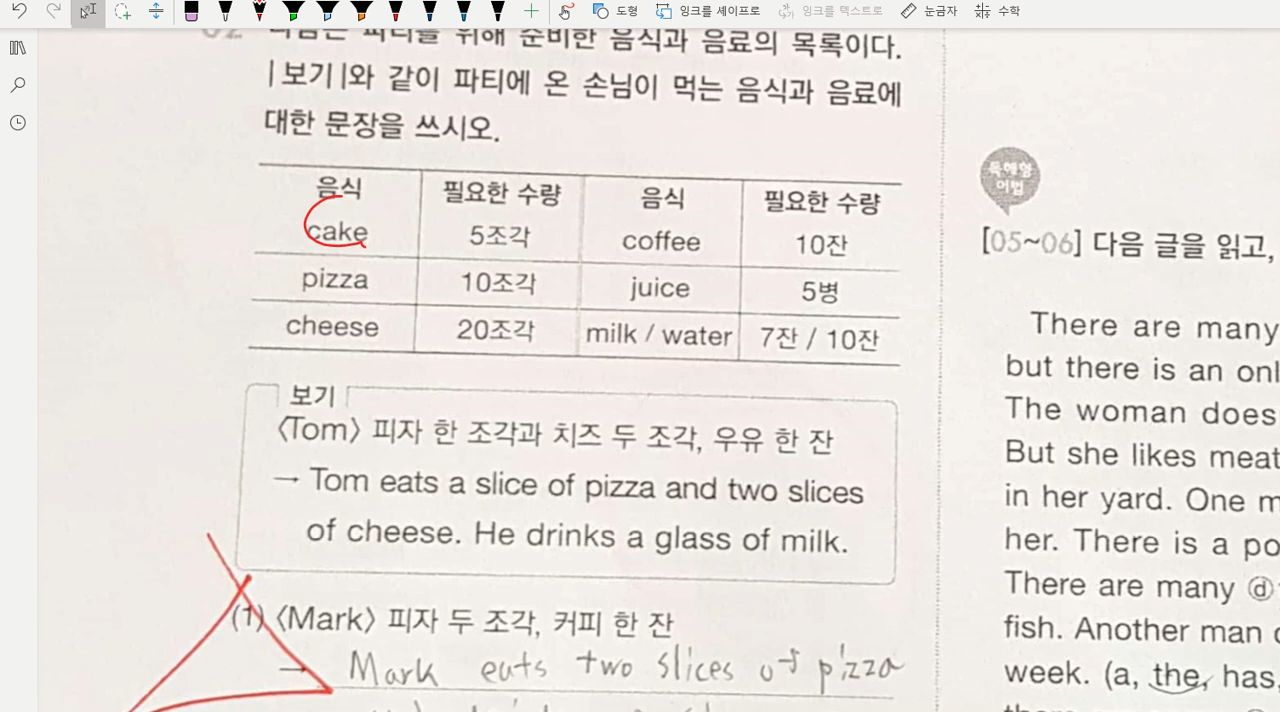 도형
잉크를 셰이프로
잉크를 텍스트로
눈금자
수학
02 다음은 파티를 위해 준비한 음식과 음료의 목록이다.
|보기|와 같이 파티에 온 손님이 먹는 음식과 음료에
대한 문장을 쓰시오.
음식 필요한 수량 음식 필요한 수량
cake 5조각 coffee 10잔
pizza 10조각 juice 5병
cheese 20조각 milk / water 7잔 / 10잔
보기
〈Tom〉 피자 한 조각과 치즈 두 조각, 우유 한 잔
→ Tom eats a slice of pizza and two slices
of cheese. He drinks a glass of milk.
(1) 〈Mark〉 피자 두 조각, 커피 한 잔
→ Mark eats two slices of pizza
독해형
어법
[05~06] 다음 글을 읽고,
There are many
but there is an
The woman does
But she likes meat
in her yard. One
her. There is a
There are many ⓓ
fish. Another man
week. (a, the, has,